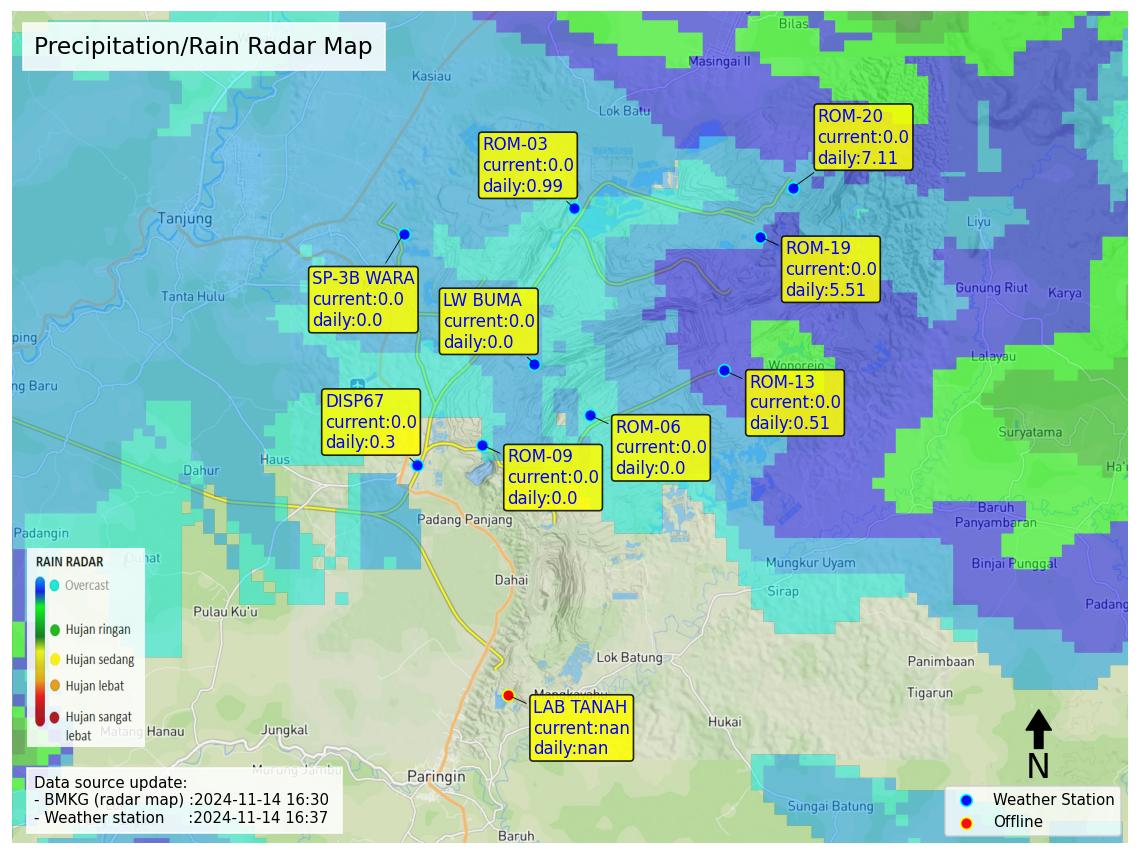 Precipitation/Rain Radar Map
Bilas
Masingai II
Kasiau
Lok Batu
ROM-20
current:0.0
daily:7.11
ROM-03
current:0.0
daily:0.99
Tanjung
Liyu
ROM-19
current:0.0
daily:5.51
SP-3B WARA
current:0.0
daily:0.0
Tanta Hulu
LW BUMA
current:0.0
daily:0.0
Gunung Riut
Karya
ping
Lalayau
Wonorejo
ng Baru
ROM-13
current:0.0
daily:0.51
DISP67
current:0.0
daily:0.3
ROM-06
current:0.0
daily:0.0
Suryatama
ROM-09
current:0.0
daily:0.0
Haus
Dahur
Ha'u
Padang Panjang
Baruh
Panyambaran
Padangin
Mungkur Uyam
Binjai Punggal
Sirap
Dahai
Padang
RAIN RADAR
Overcast
Hujan ringan
Hujan sedang
Hujan lebat
Hujan sangat
lebat
Pulau Ku'u
Lok Batung
Panimbaan
Tigarun
LAB TANAH
current:nan
daily:nan
Hukai
Matang Hanau
Jungkal
Murung Jambu
Paringin
N
Data source update:
- BMKG (radar map) :2024-11-14 16:30
- Weather station :2024-11-14 16:37
Sungai Batung
Baruh
Weather Station
Offline